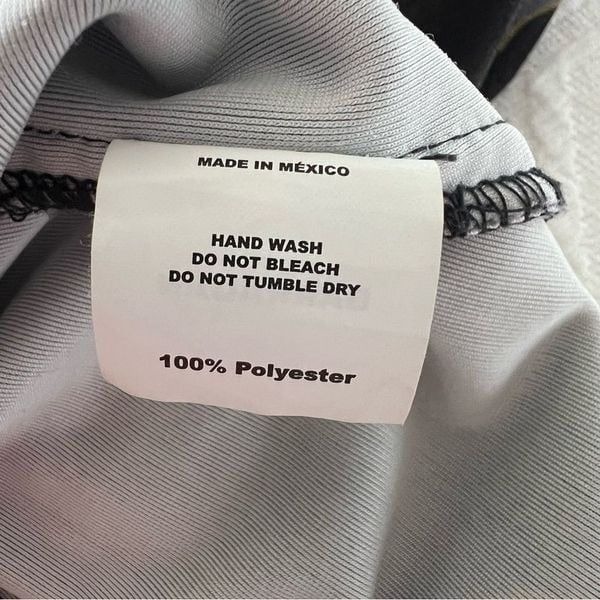 MADE IN MÉXICO
HAND WASH
DO NOT BLEACH
DO NOT TUMBLE DRY
100% Polyester